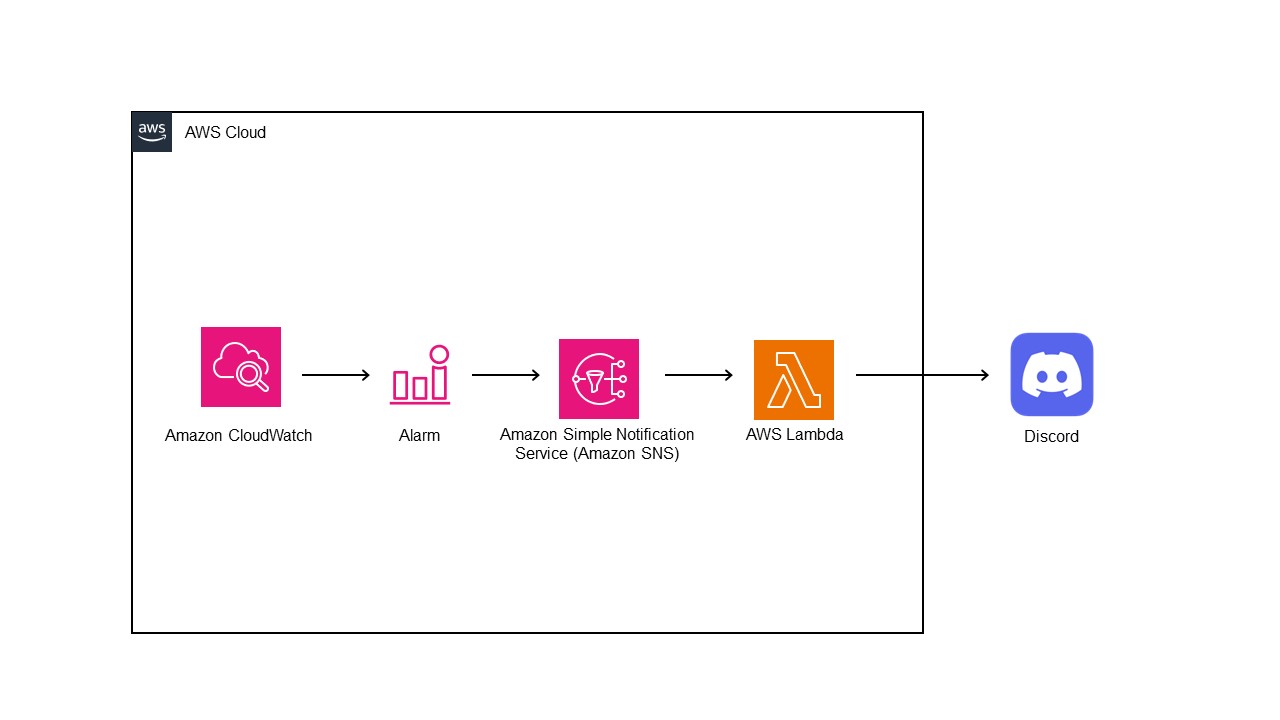 aws
AWS Cloud
Amazon CloudWatch
Alarm
Amazon Simple Notification
Service (Amazon SNS)
AWS Lambda
Discord